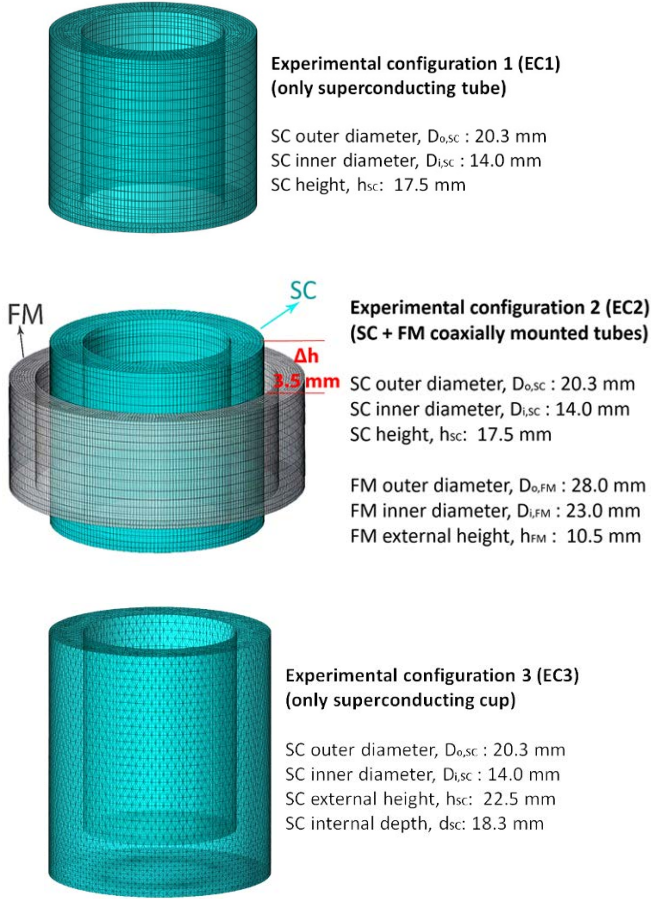 Experimental configuration 1 (EC1)
(only superconducting tube)
SC outer diameter, Do,sc : 20.3 mm
SC inner diameter, Di,sc : 14.0 mm
SC height, hsc: 17.5 mm
SC
FM
Δh
3.5 mm
Experimental configuration 2 (EC2)
(SC + FM coaxially mounted tubes)
SC outer diameter, Do,sc : 20.3 mm
SC inner diameter, Di,sc : 14.0 mm
SC height, hsc: 17.5 mm
FM outer diameter, Do,FM : 28.0 mm
FM inner diameter, Di,FM : 23.0 mm
FM external height, hFM : 10.5 mm
Experimental configuration 3 (EC3)
(only superconducting cup)
SC outer diameter, Do,sc : 20.3 mm
SC inner diameter, Di,sc : 14.0 mm
SC external height, hsc: 22.5 mm
SC internal depth, dsc: 18.3 mm